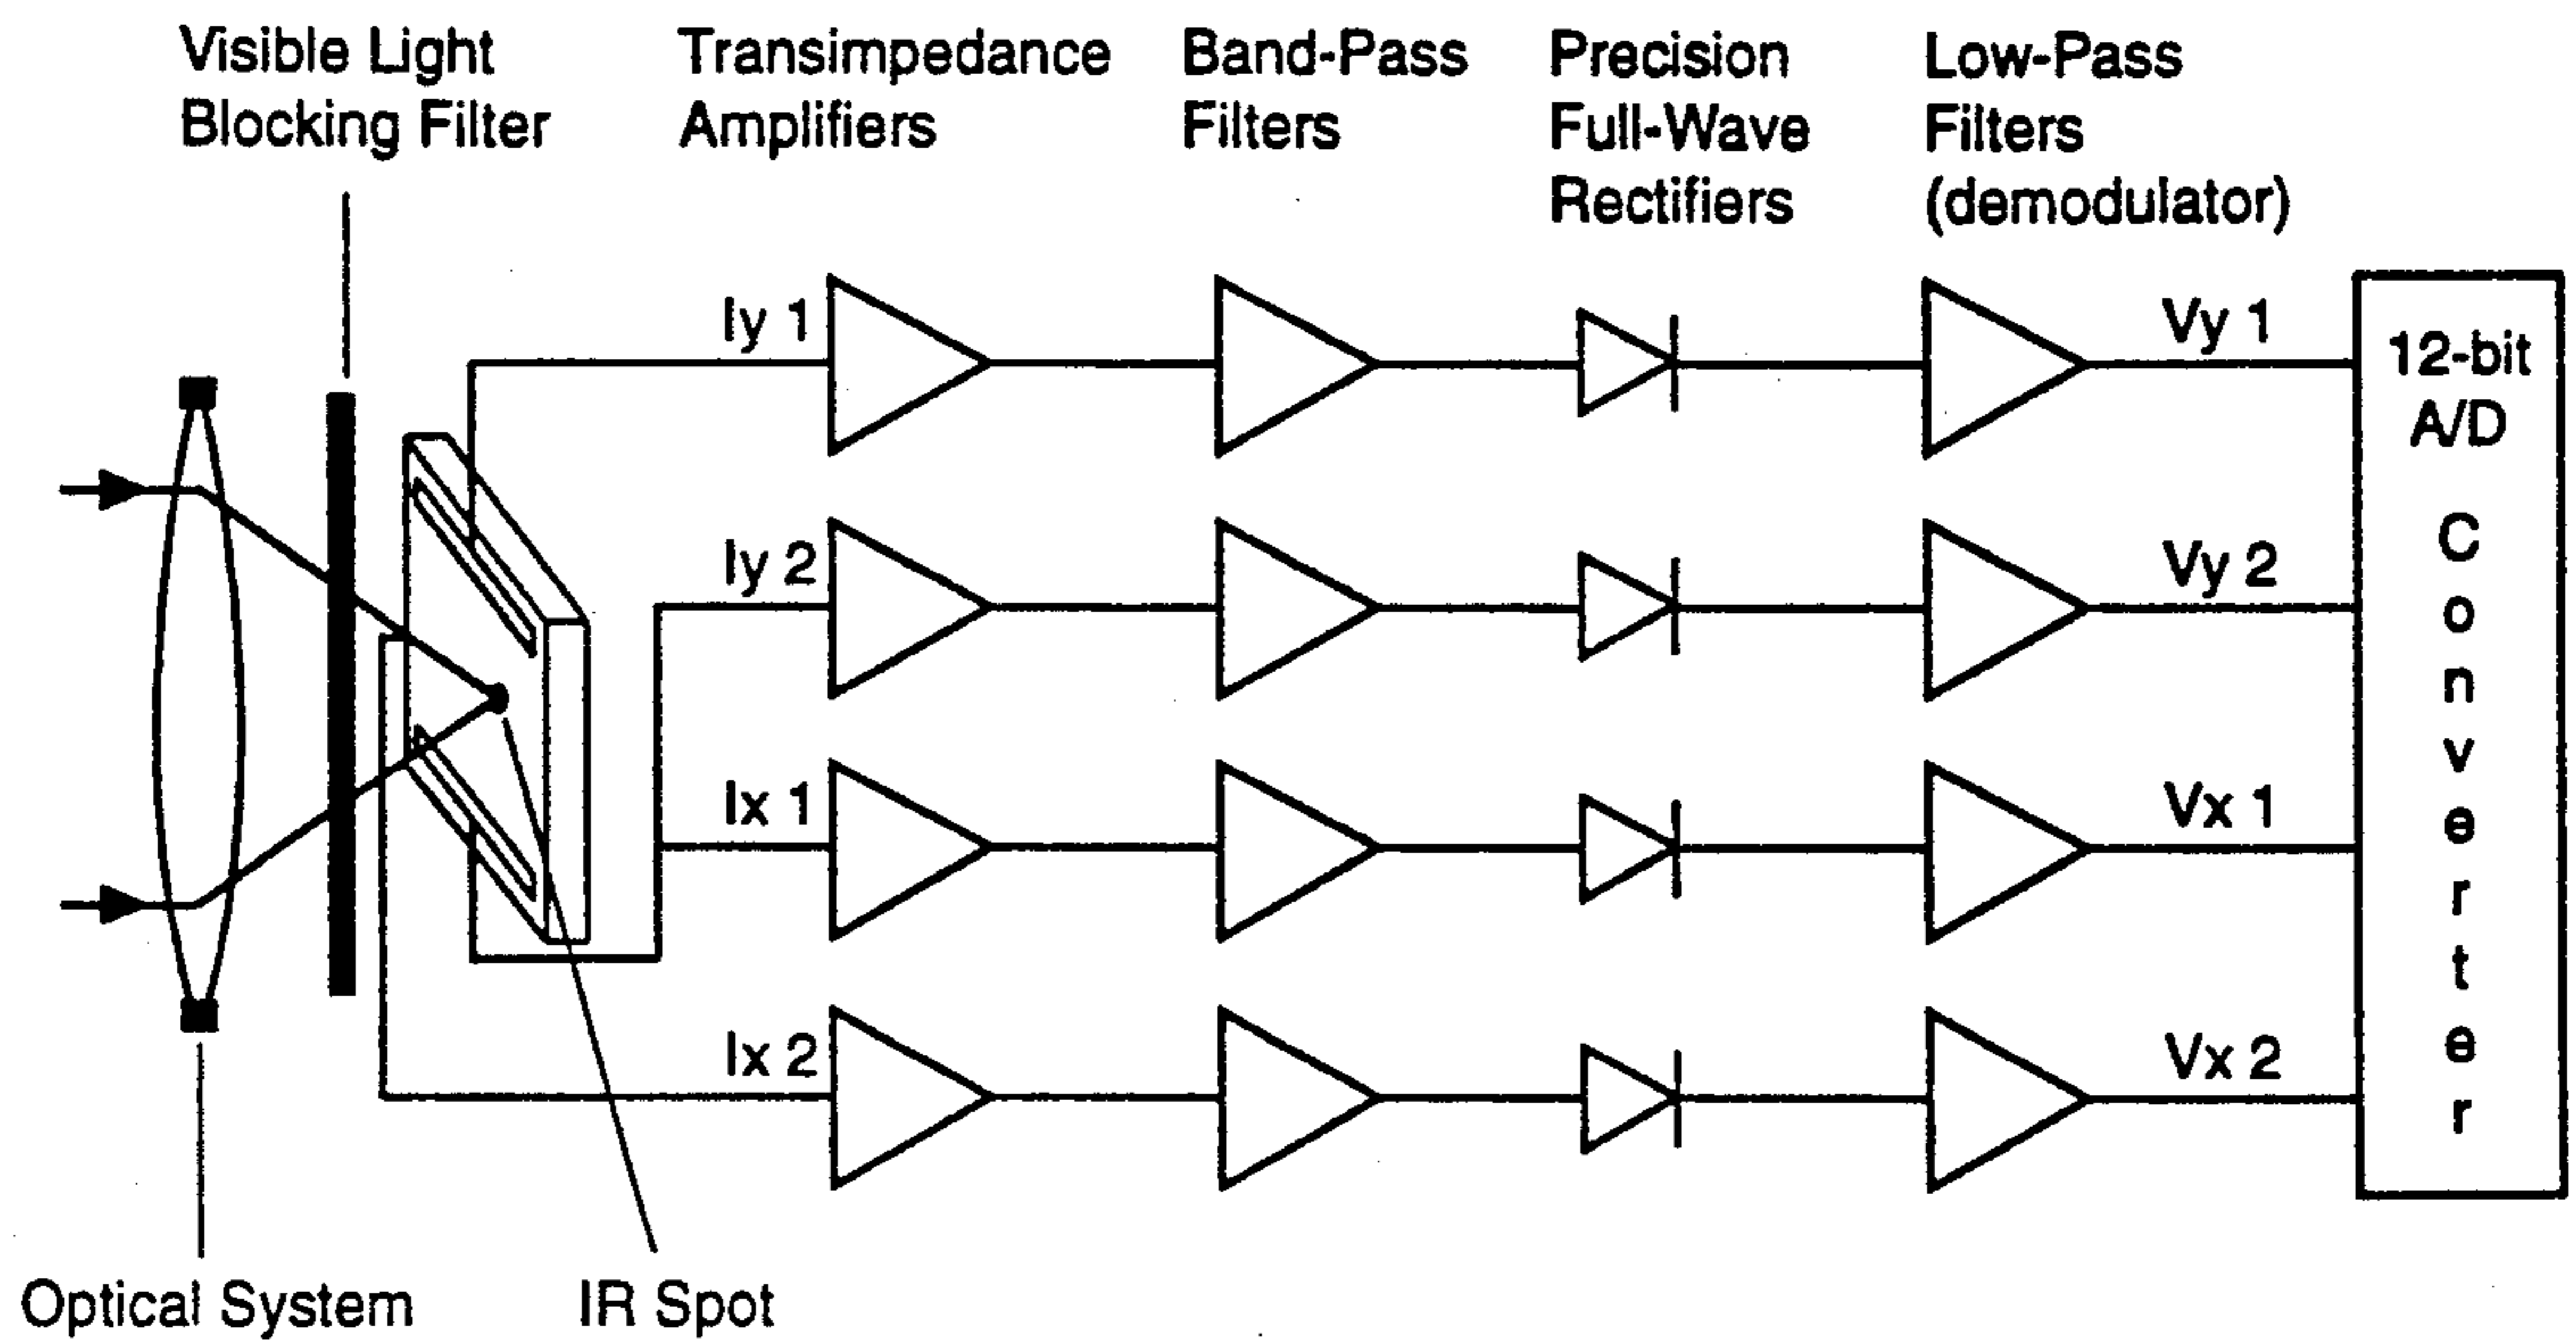 Visible Light
Blocking Filter
Transimpedance
Amplifiers
Band-Pass
Filters
Precision
Full-Wave
Rectifiers
Low-Pass
Filters
(demodulator)
Iy 1
Vy 1
Iy 2
Vy 2
Ix 1
Vx 1
Ix 2
Vx 2
12-bit
A/D
C
o
n
v
e
r
t
e
r
Optical System
IR Spot